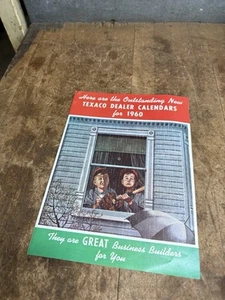 Here are the Outstanding New
TEXACO DEALER CALENDARS
for 1960
They are GREAT Business Builders
for You